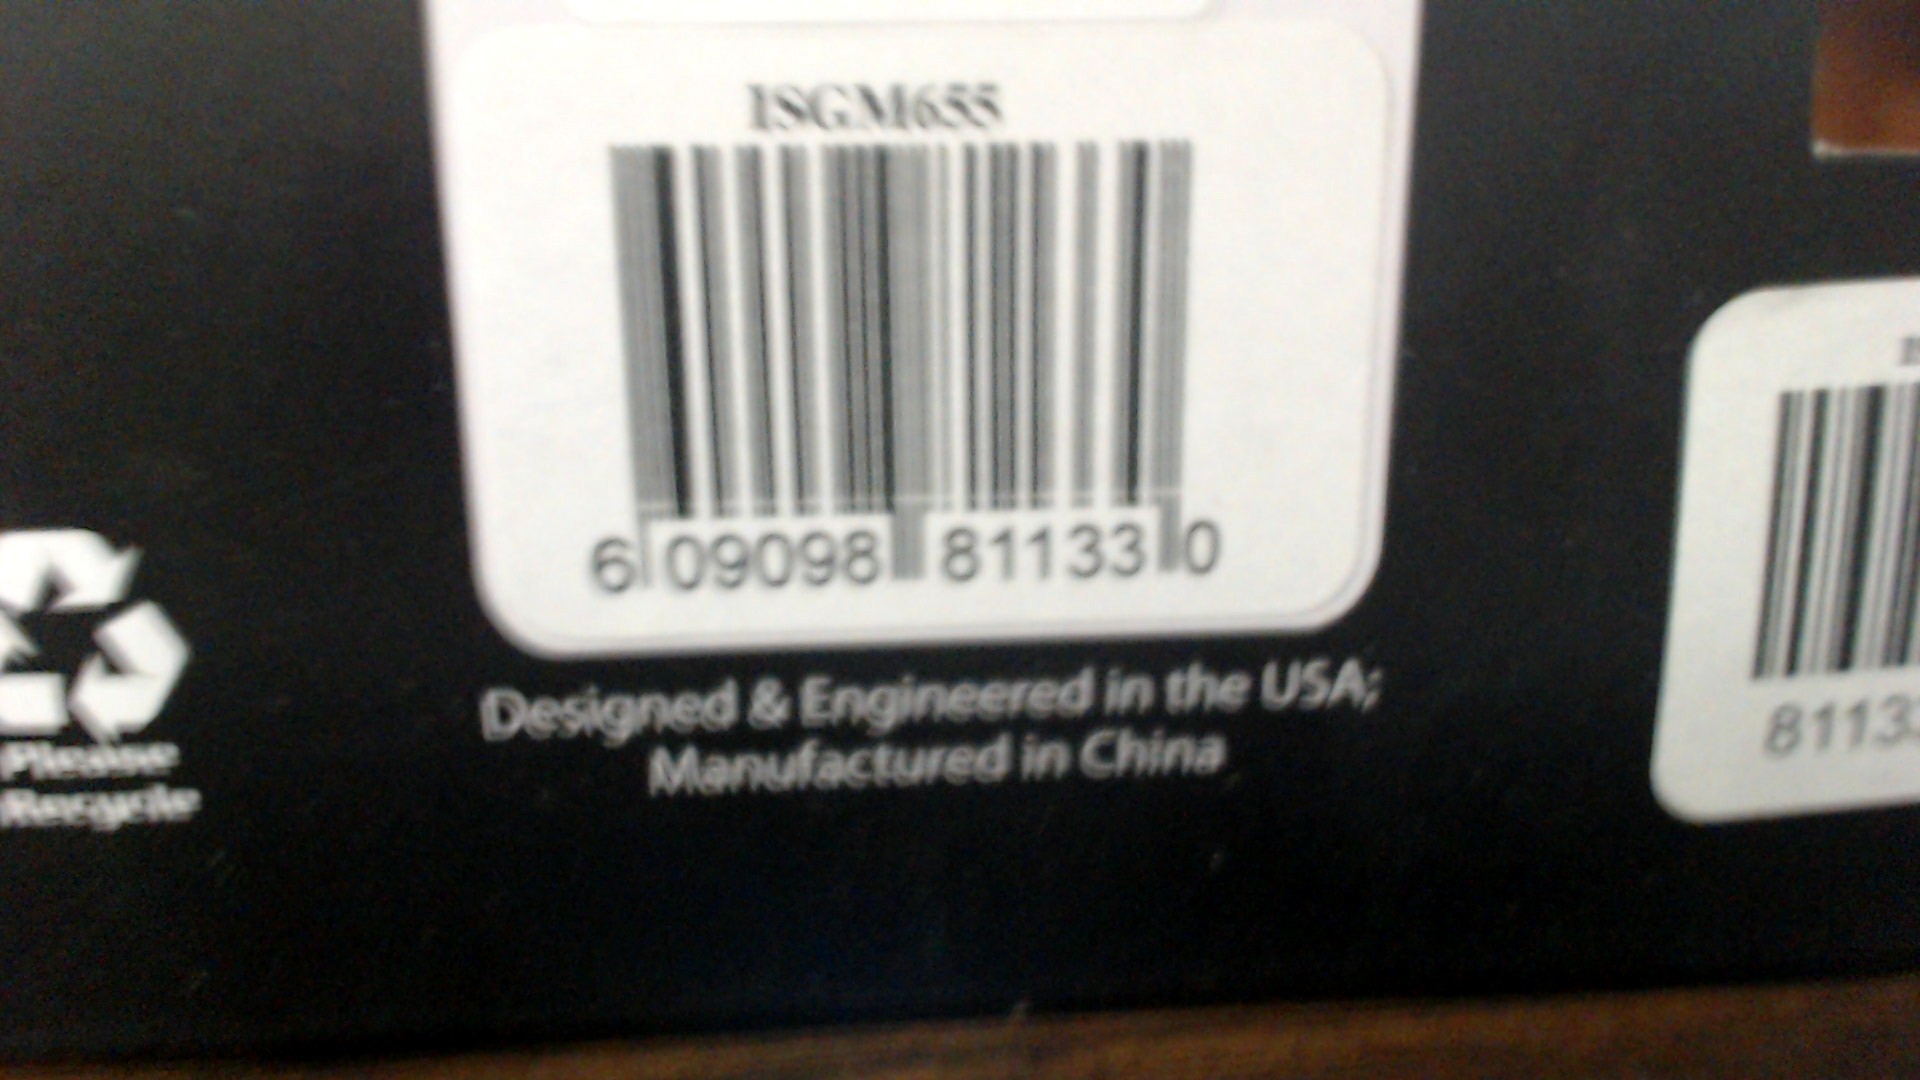 ISGM655
6 09098 81133 0
Designed & Engineered in the USA;
Manufactured in China
Please
Recycle
81133